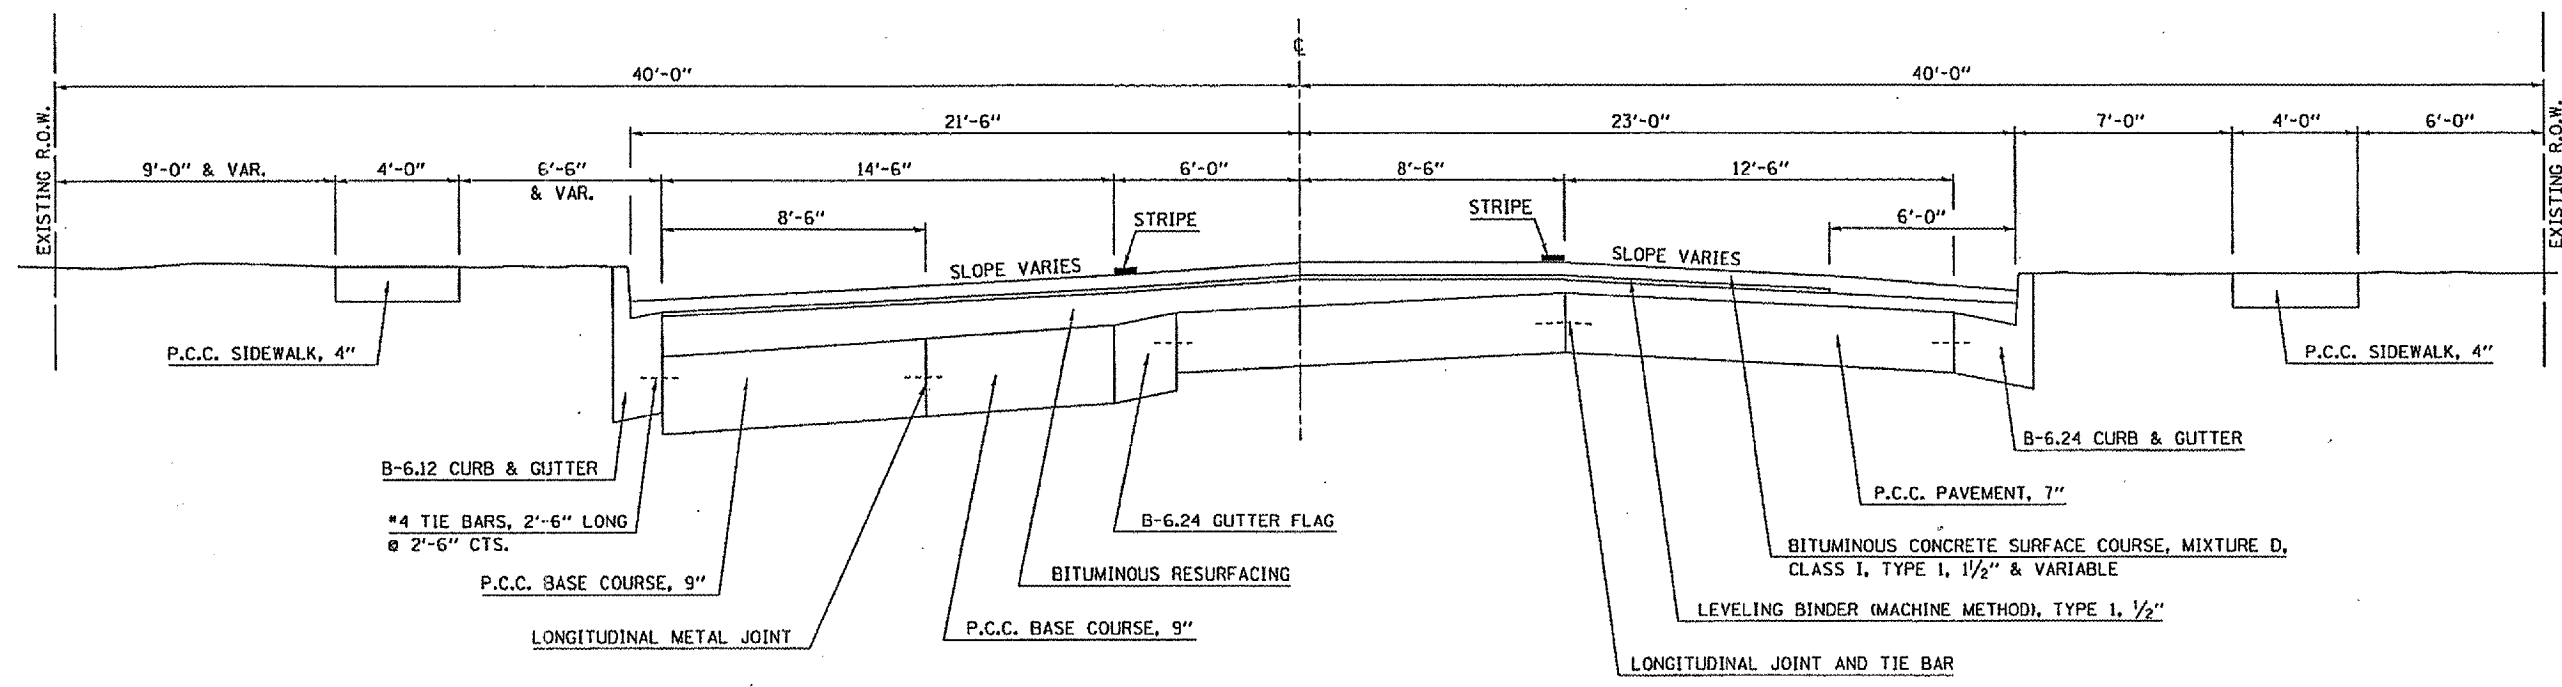 ℄
40'-0" 40'-0"
21'-6" 23'-0" 7'-0" 4'-0" 6'-0"
EXISTING R.O.W.
EXISTING R.O.W.
9'-0" & VAR. 4'-0" 6'-6" 14'-6" 6'-0" 8'-6" 12'-6"
& VAR.
8'-6" STRIPE STRIPE 6'-0"
SLOPE VARIES SLOPE VARIES
P.C.C. SIDEWALK, 4" P.C.C. SIDEWALK, 4"
B-6.12 CURB & GUTTER
B-6.24 CURB & GUTTER
#4 TIE BARS, 2'-6" LONG
@ 2'-6" CTS.
P.C.C. PAVEMENT, 7"
B-6.24 GUTTER FLAG
P.C.C. BASE COURSE, 9"
BITUMINOUS RESURFACING
BITUMINOUS CONCRETE SURFACE COURSE, MIXTURE D,
CLASS I, TYPE 1, 1 1/2" & VARIABLE
LEVELING BINDER (MACHINE METHOD), TYPE 1, 1/2"
LONGITUDINAL METAL JOINT
P.C.C. BASE COURSE, 9"
LONGITUDINAL JOINT AND TIE BAR